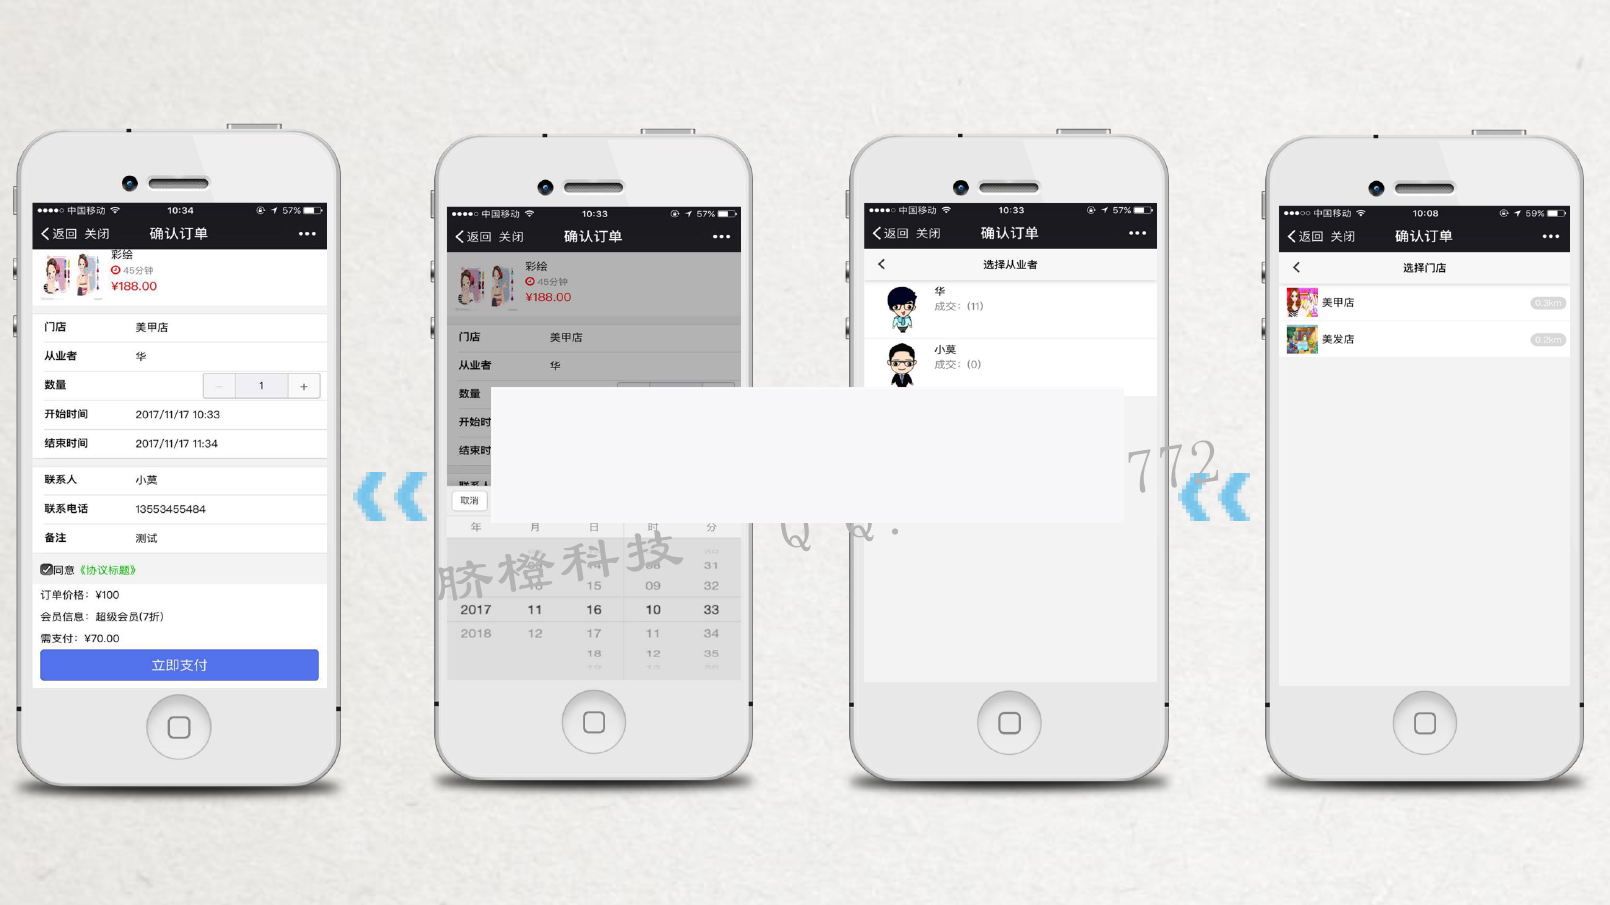 中国移动 10:34 57%
返回 关闭 确认订单
彩绘
45分钟
¥188.00
门店 美甲店
从业者 华
数量 − 1 +
开始时间 2017/11/17 10:33
结束时间 2017/11/17 11:34
联系人 小莫
联系电话 13553455484
备注 测试
同意 《协议标题》
订单价格：¥100
会员信息：超级会员(7折)
需支付：¥70.00
立即支付
中国移动 10:33 57%
返回 关闭 确认订单
彩绘
45分钟
¥188.00
门店 美甲店
从业者 华
数量
开始时
结束时
取消
年 月 日 时 分
31
15 09 32
2017 11 16 10 33
2018 12 17 11 34
18 12 35
脐橙科技
QQ:
772
中国移动 10:33 57%
返回 关闭 确认订单
选择从业者
华
成交：(11)
小莫
成交：(0)
中国移动 10:08 59%
返回 关闭 确认订单
选择门店
美甲店 0.3km
美发店 0.2km